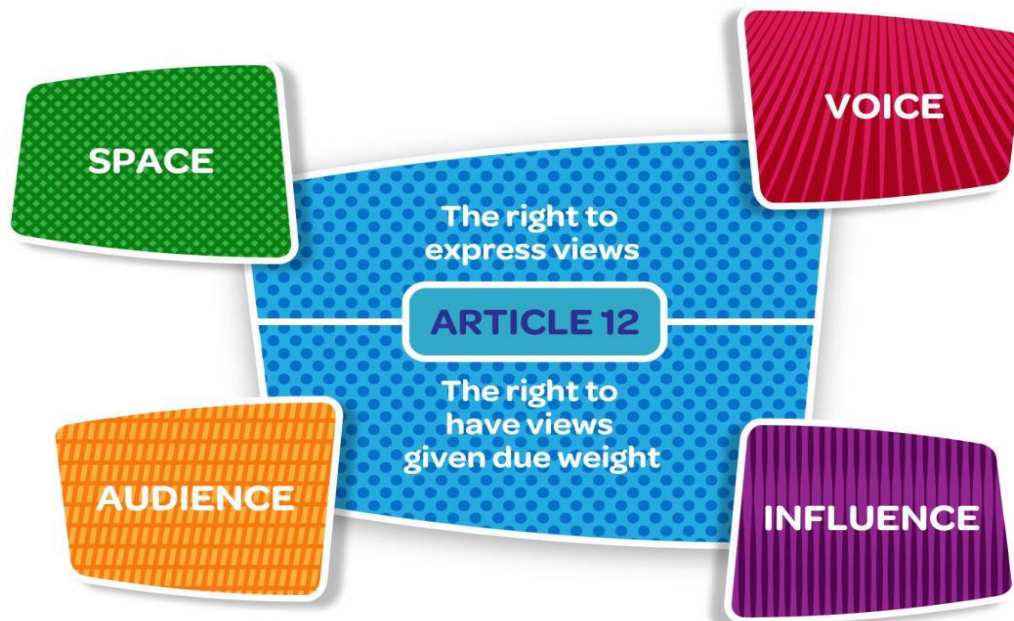 SPACE
VOICE
The right to
express views
ARTICLE 12
The right to
have views
given due weight
AUDIENCE
INFLUENCE